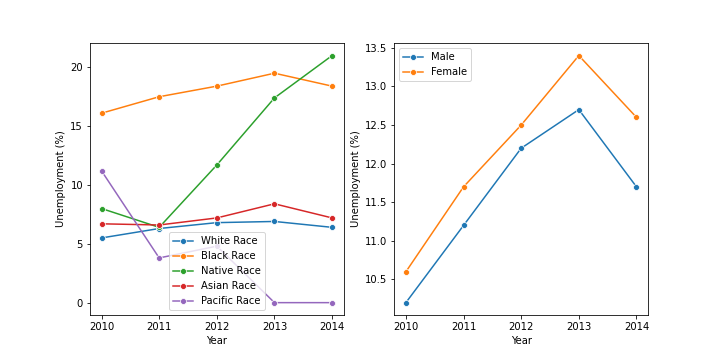 20
15
10
5
0
Unemployment (%)
2010 2011 2012 2013 2014
Year
White Race
Black Race
Native Race
Asian Race
Pacific Race
13.5
13.0
12.5
12.0
11.5
11.0
10.5
Unemployment (%)
2010 2011 2012 2013 2014
Year
Male
Female